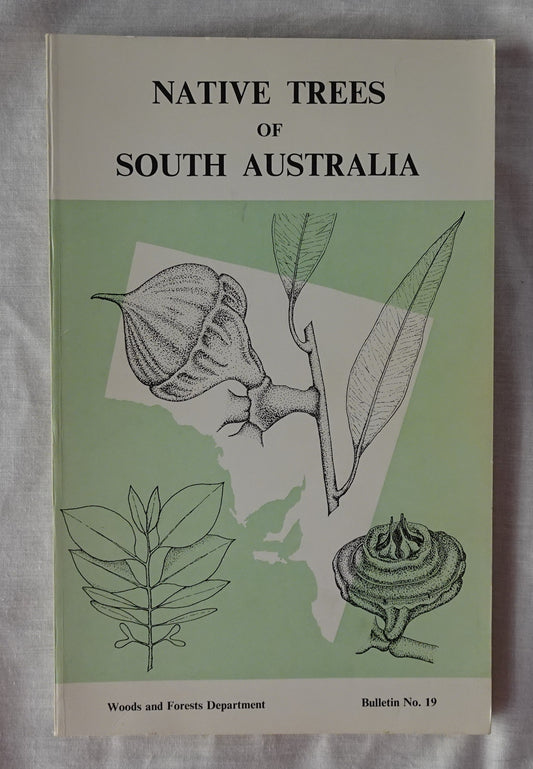 NATIVE TREES
OF
SOUTH AUSTRALIA
Woods and Forests Department
Bulletin No. 19